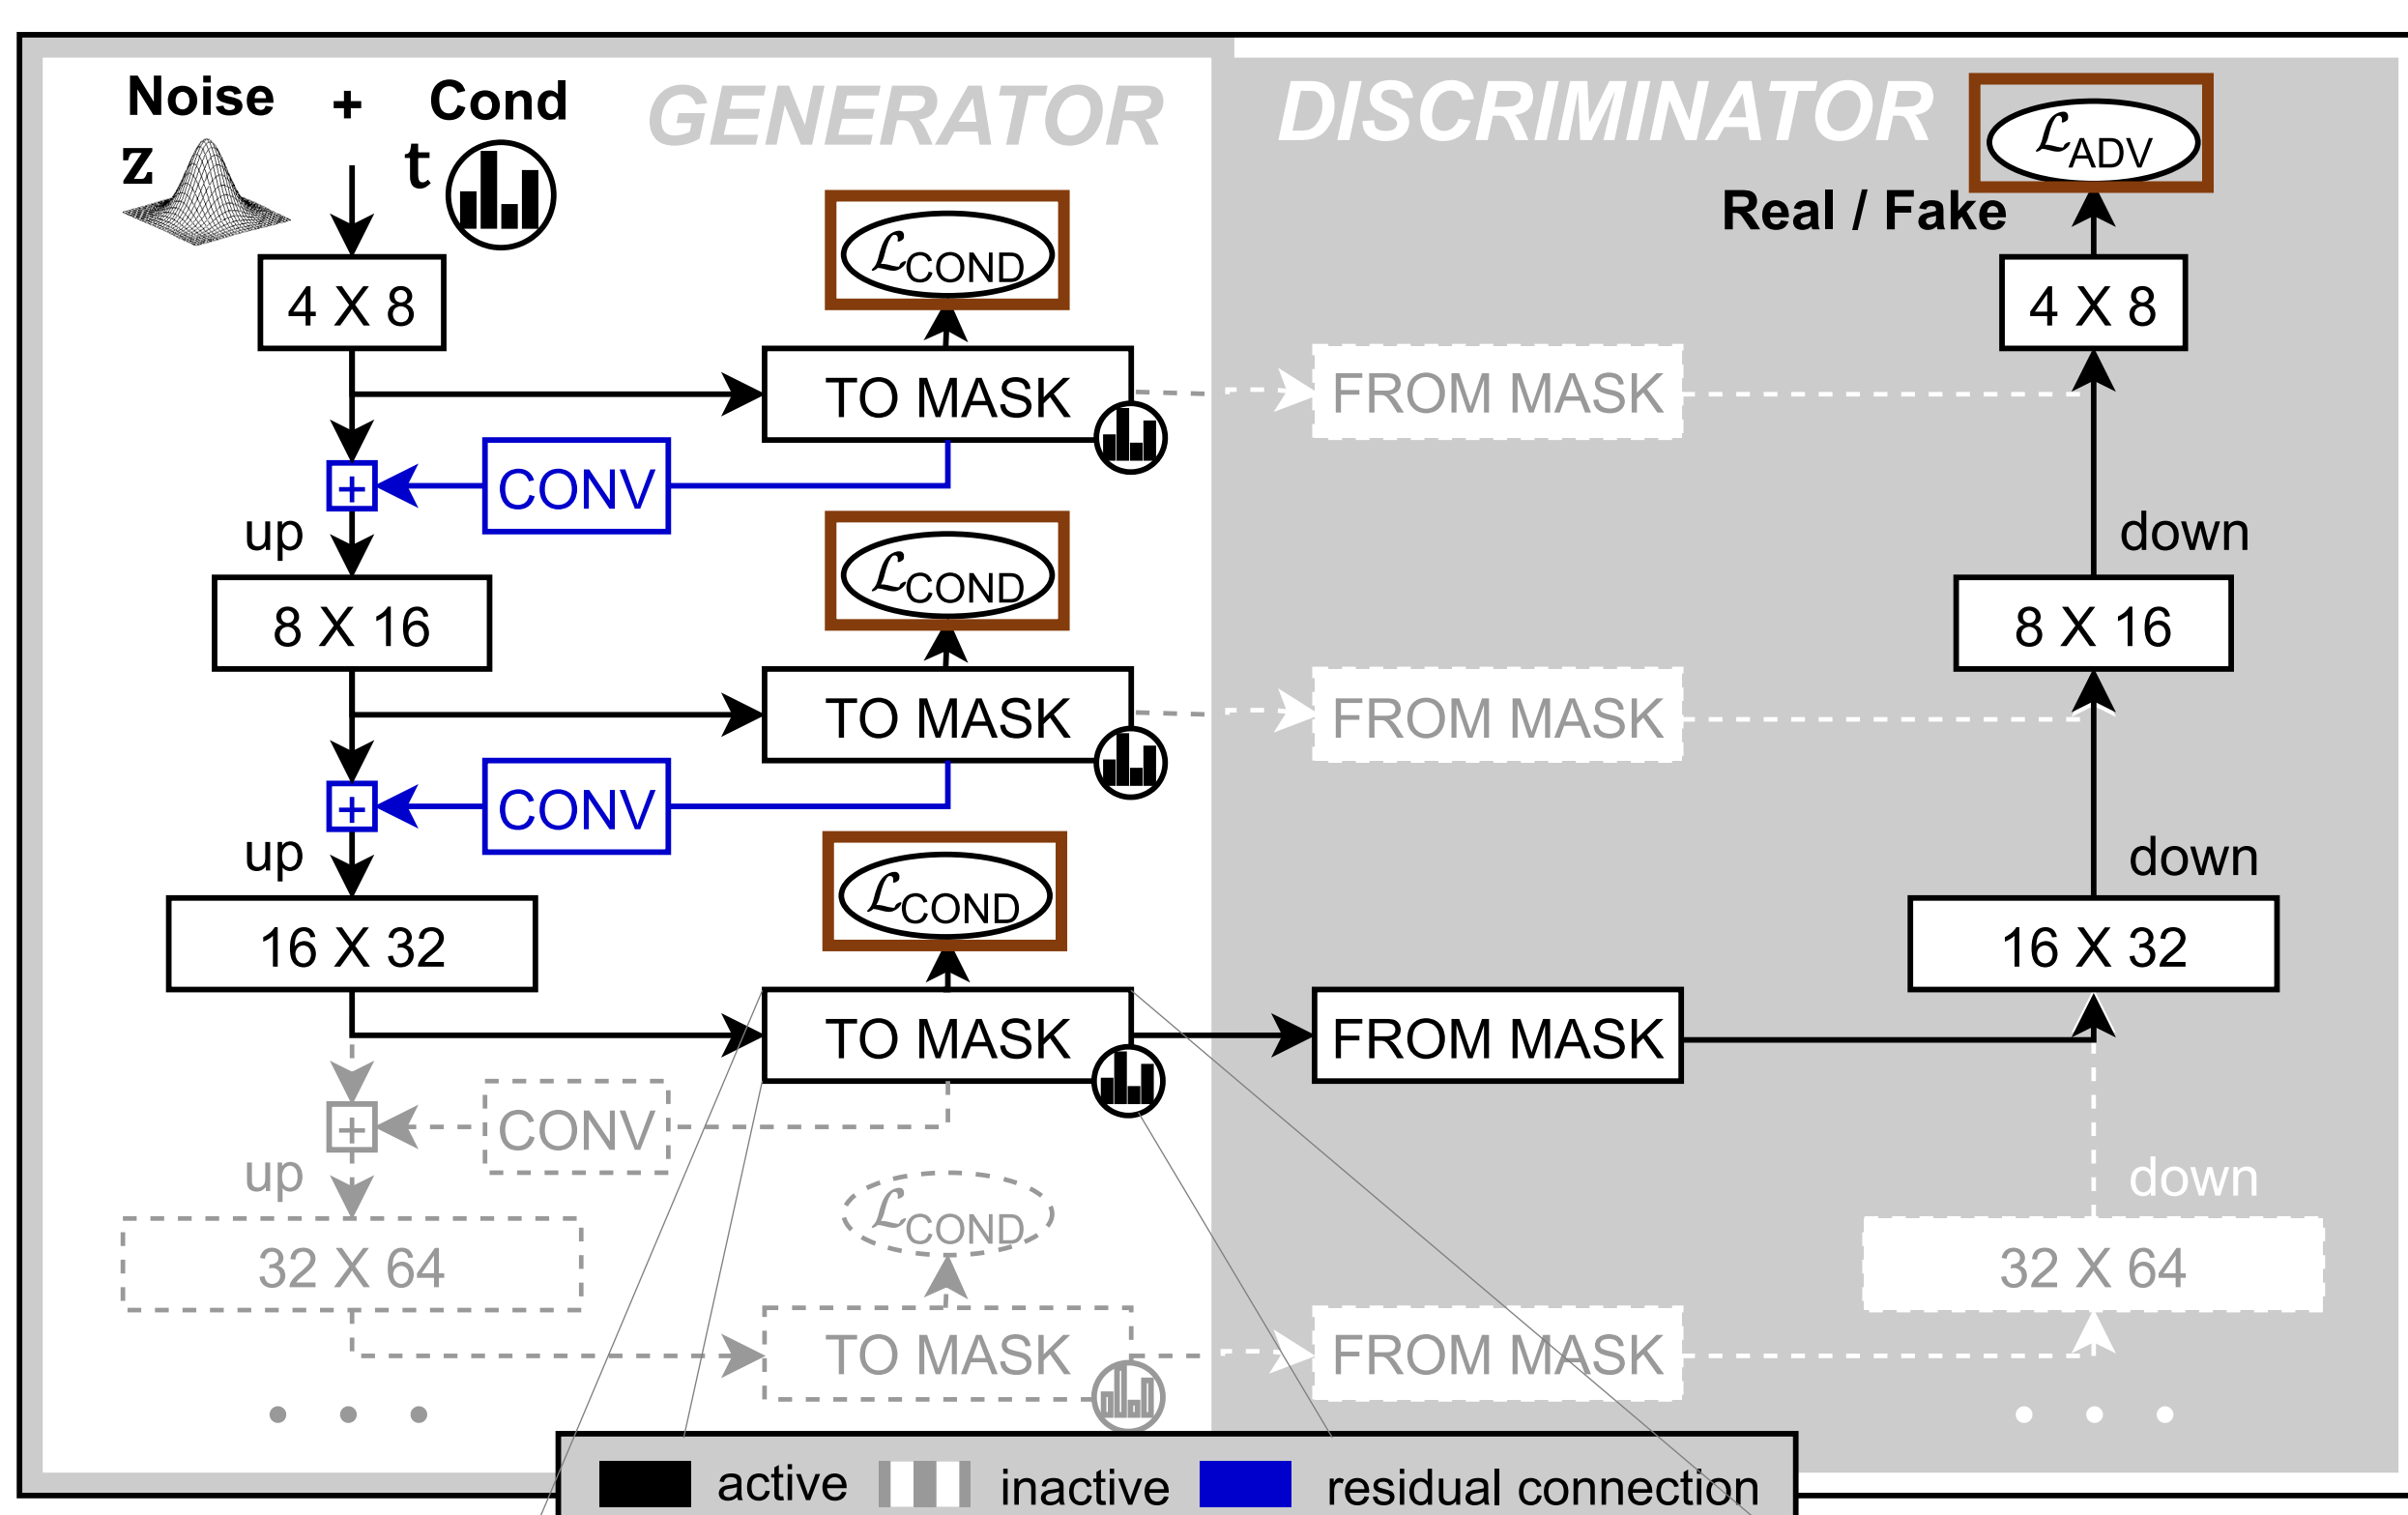 Noise + Cond
z t
GENERATOR
DISCRIMINATOR
ℒADV
Real / Fake
4 X 8
ℒCOND
4 X 8
TO MASK
FROM MASK
+
CONV
up
down
ℒCOND
8 X 16
8 X 16
TO MASK
FROM MASK
+
CONV
up
down
ℒCOND
16 X 32
16 X 32
TO MASK
FROM MASK
+
CONV
up
down
ℒCOND
32 X 64
32 X 64
TO MASK
FROM MASK
. . .
. . .
active inactive residual connection